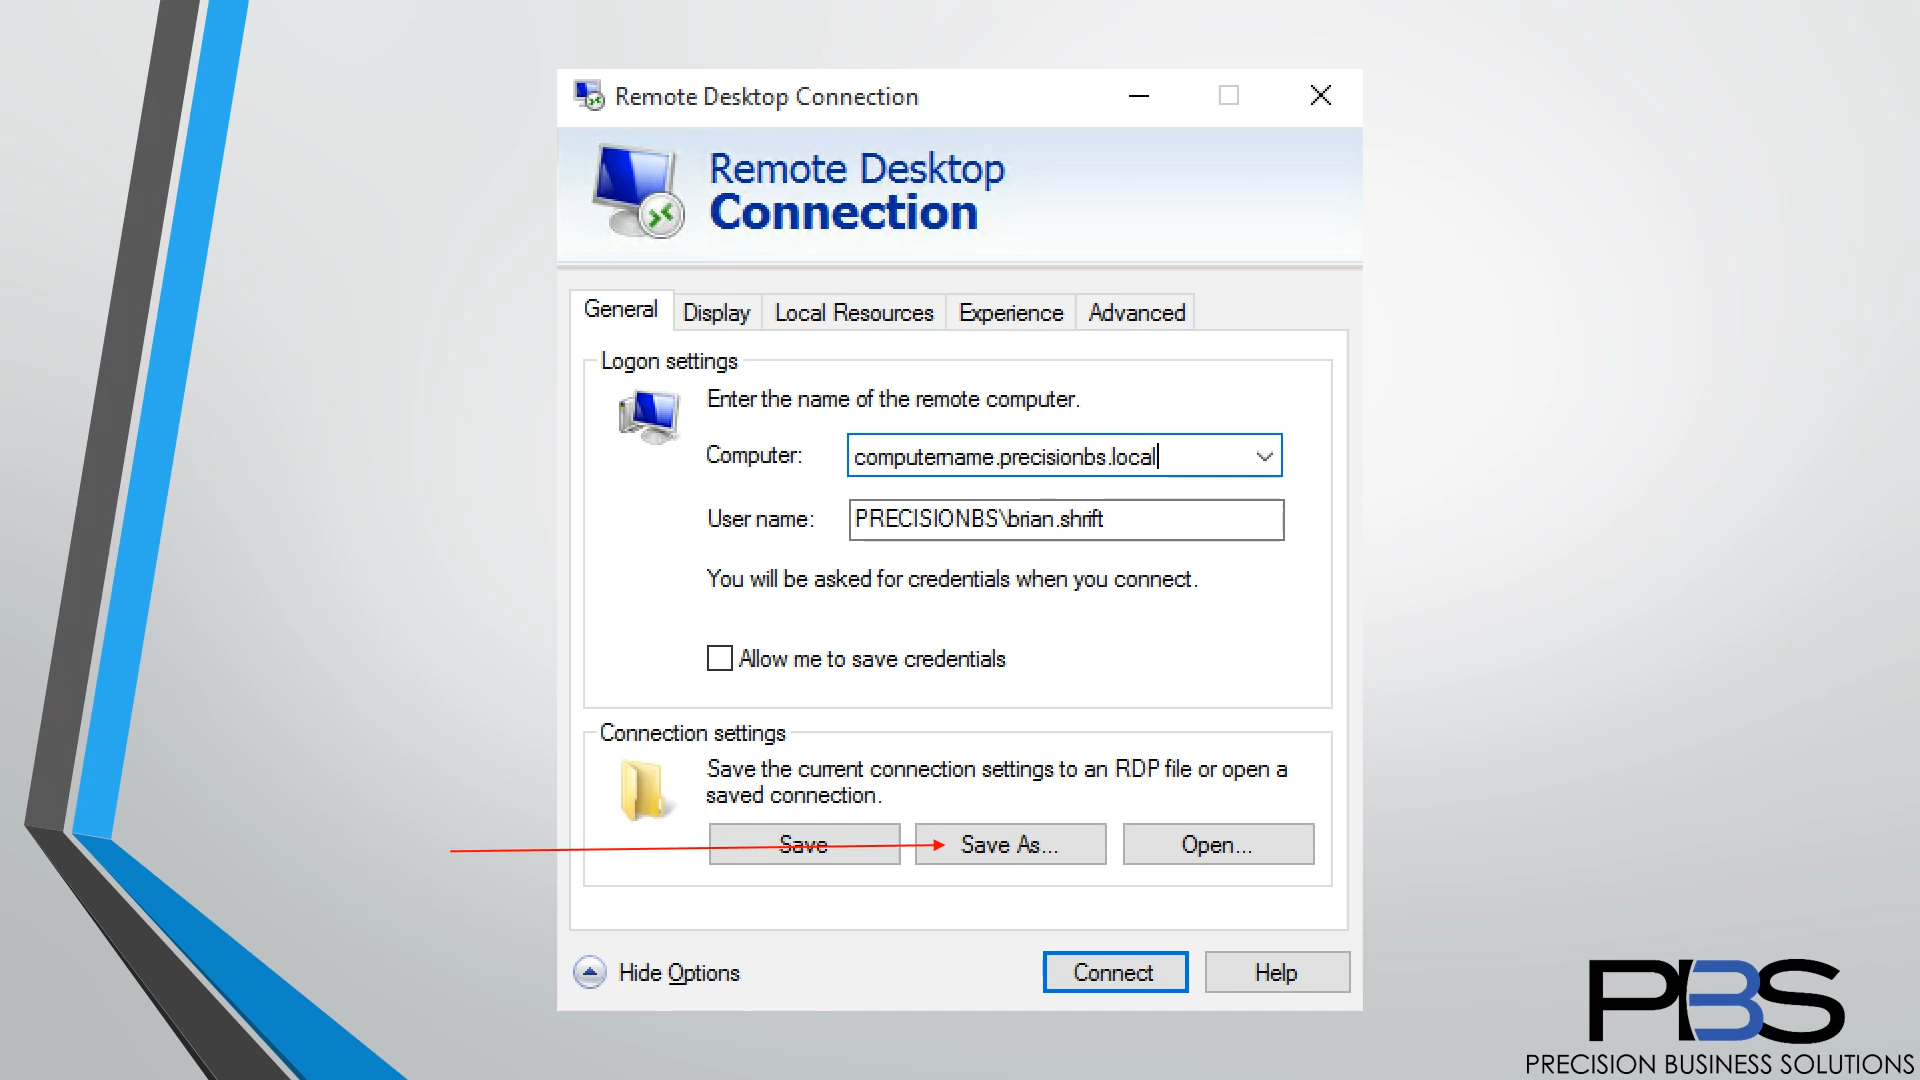 Remote Desktop Connection
Remote Desktop
Connection
General
Display
Local Resources
Experience
Advanced
Logon settings
Enter the name of the remote computer.
Computer:
computername.precisionbs.local
User name:
PRECISIONBS\brian.shrift
You will be asked for credentials when you connect.
Allow me to save credentials
Connection settings
Save the current connection settings to an RDP file or open a
saved connection.
Save
Save As...
Open...
Hide Options
Connect
Help
PBS
PRECISION BUSINESS SOLUTIONS